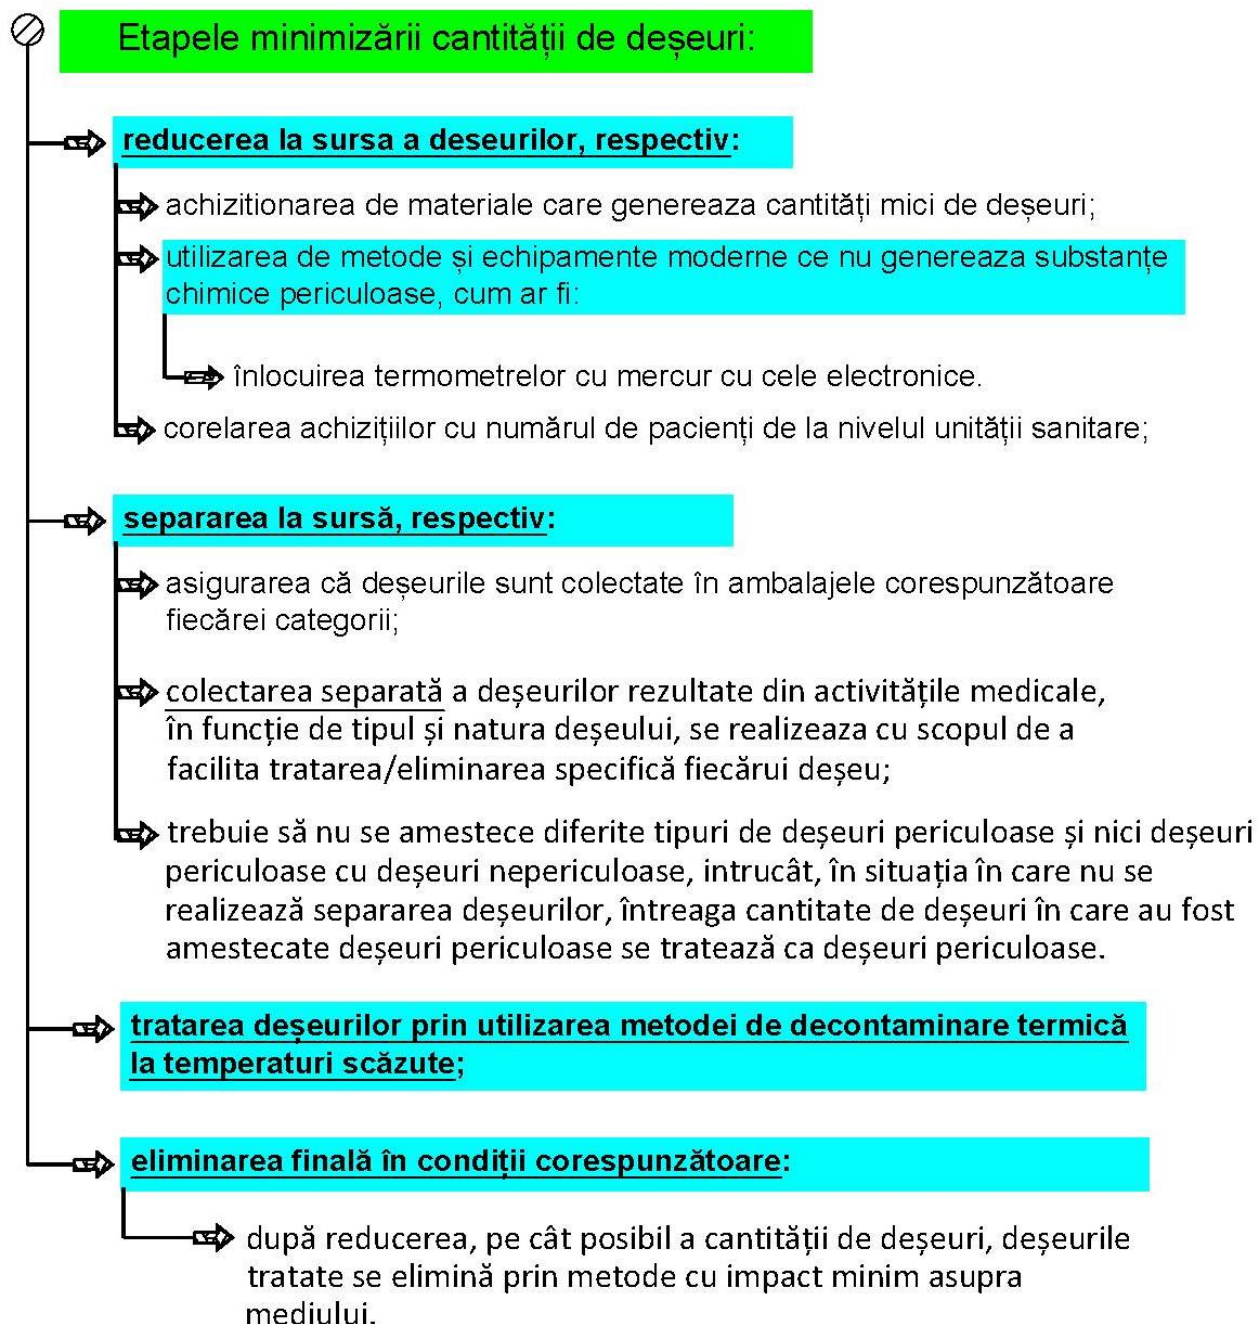 Etapele minimizării cantității de deșeuri:
reducerea la sursa a deseurilor, respectiv:
achizitionarea de materiale care genereaza cantități mici de deșeuri;
utilizarea de metode și echipamente moderne ce nu genereaza substanțe
chimice periculoase, cum ar fi:
înlocuirea termometrelor cu mercur cu cele electronice.
corelarea achizițiilor cu numărul de pacienți de la nivelul unității sanitare;
separarea la sursă, respectiv:
asigurarea că deșeurile sunt colectate în ambalajele corespunzătoare
fiecărei categorii;
colectarea separată a deșeurilor rezultate din activitățile medicale,
în funcție de tipul și natura deșeului, se realizeaza cu scopul de a
facilita tratarea/eliminarea specifică fiecărui deșeu;
trebuie să nu se amestece diferite tipuri de deșeuri periculoase și nici deșeuri
periculoase cu deșeuri nepericuloase, intrucât, în situația în care nu se
realizează separarea deșeurilor, întreaga cantitate de deșeuri în care au fost
amestecate deșeuri periculoase se tratează ca deșeuri periculoase.
tratarea deșeurilor prin utilizarea metodei de decontaminare termică
la temperaturi scăzute;
eliminarea finală în condiții corespunzătoare:
după reducerea, pe cât posibil a cantității de deșeuri, deșeurile
tratate se elimină prin metode cu impact minim asupra
mediului.